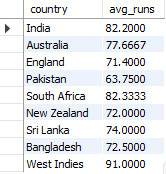 country avg_runs
India 82.2000
Australia 77.6667
England 71.4000
Pakistan 63.7500
South Africa 82.3333
New Zealand 72.0000
Sri Lanka 74.0000
Bangladesh 72.5000
West Indies 91.0000